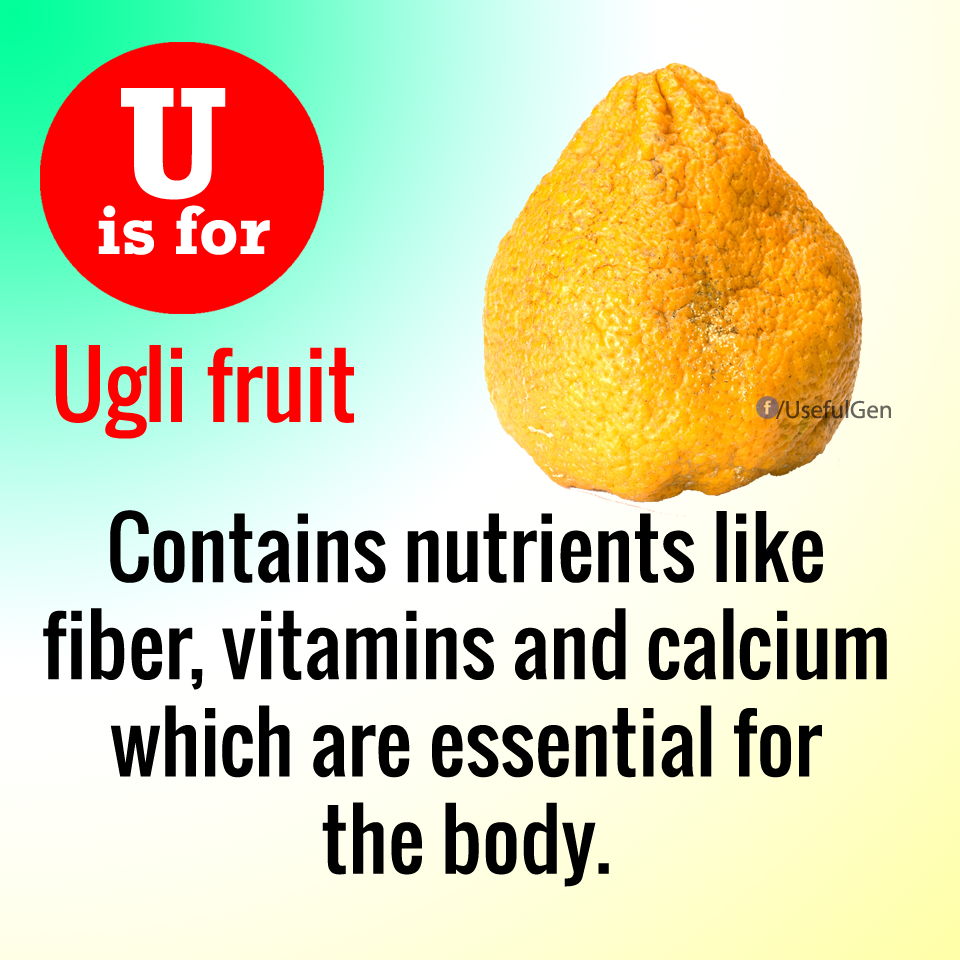 U
is for
Ugli fruit
f/UsefulGen
Contains nutrients like
fiber, vitamins and calcium
which are essential for
the body.